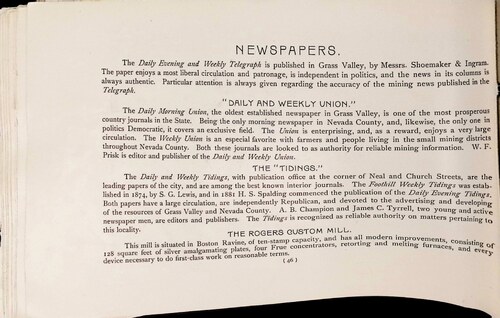 NEWSPAPERS.
The Daily Evening and Weekly Telegraph is published in Grass Valley, by Messrs. Shoemaker & Ingram.
The paper enjoys a most liberal circulation and patronage, is independent in politics, and the news in its columns is
always authentic. Particular attention is always given regarding the accuracy of the mining news published in the
Telegraph.
"DAILY AND WEEKLY UNION."
The Daily Morning Union, the oldest established newspaper in Grass Valley, is one of the most prosperous
country journals in the State. Being the only morning newspaper in Nevada County, and, likewise, the only one in
politics Democratic, it covers an exclusive field. The Union is enterprising, and, as a reward, enjoys a very large
circulation. The Weekly Union is an especial favorite with farmers and people living in the small mining districts
throughout Nevada County. Both these journals are looked to as authority for reliable mining information. W. F.
Prisk is editor and publisher of the Daily and Weekly Union.
THE "TIDINGS."
The Daily and Weekly Tidings, with publication office at the corner of Neal and Church Streets, are the
leading papers of the city, and are among the best known interior journals. The Foothill Weekly Tidings was estab-
lished in 1874, by S. G. Lewis, and in 1881 H. S. Spalding commenced the publication of the Daily Evening Tidings.
Both papers have a large circulation, are independently Republican, and devoted to the advertising and developing
of the resources of Grass Valley and Nevada County. A. B. Champion and James C. Tyrrell, two young and active
newspaper men, are editors and publishers. The Tidings is recognised as reliable authority on matters pertaining to
this locality.
THE ROGERS CUSTOM MILL.
This mill is situated in Boston Ravine, of ten-stamp capacity, and has all modern improvements, consisting of
128 square feet of silver amalgamating plates, four Frue concentrators, retorting and melting furnaces, and every
device necessary to do first-class work on reasonable terms.
(46)